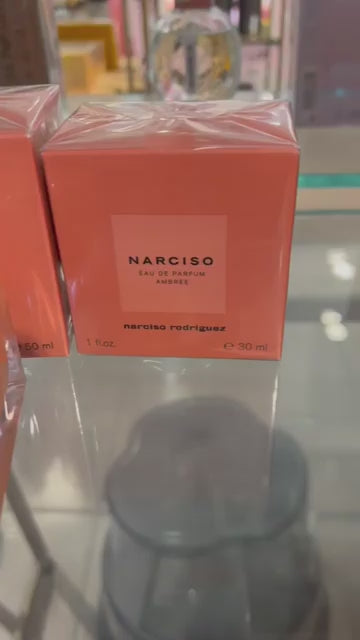 NARCISO
EAU DE PARFUM
AMBRÉE
narciso rodriguez
1 fl.oz.
℮ 30 ml
50 ml